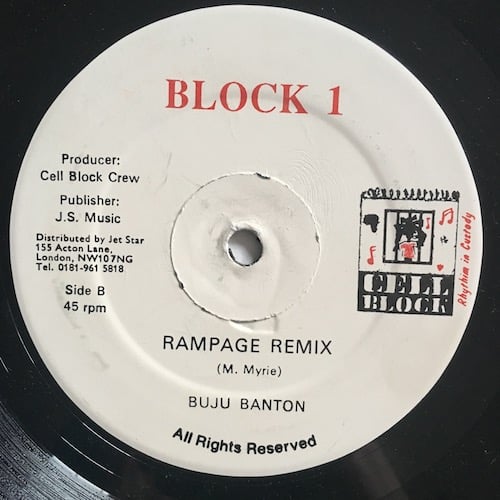 BLOCK 1
Producer:
Cell Block Crew
Publisher:
J.S. Music
Distributed by Jet Star
155 Acton Lane,
London, NW107NG
Tel. 0181-961 5818
Side B
45 rpm
CELL
BLOCK
Rhythim in Custody
RAMPAGE REMIX
(M. Myrie)
BUJU BANTON
All Rights Reserved